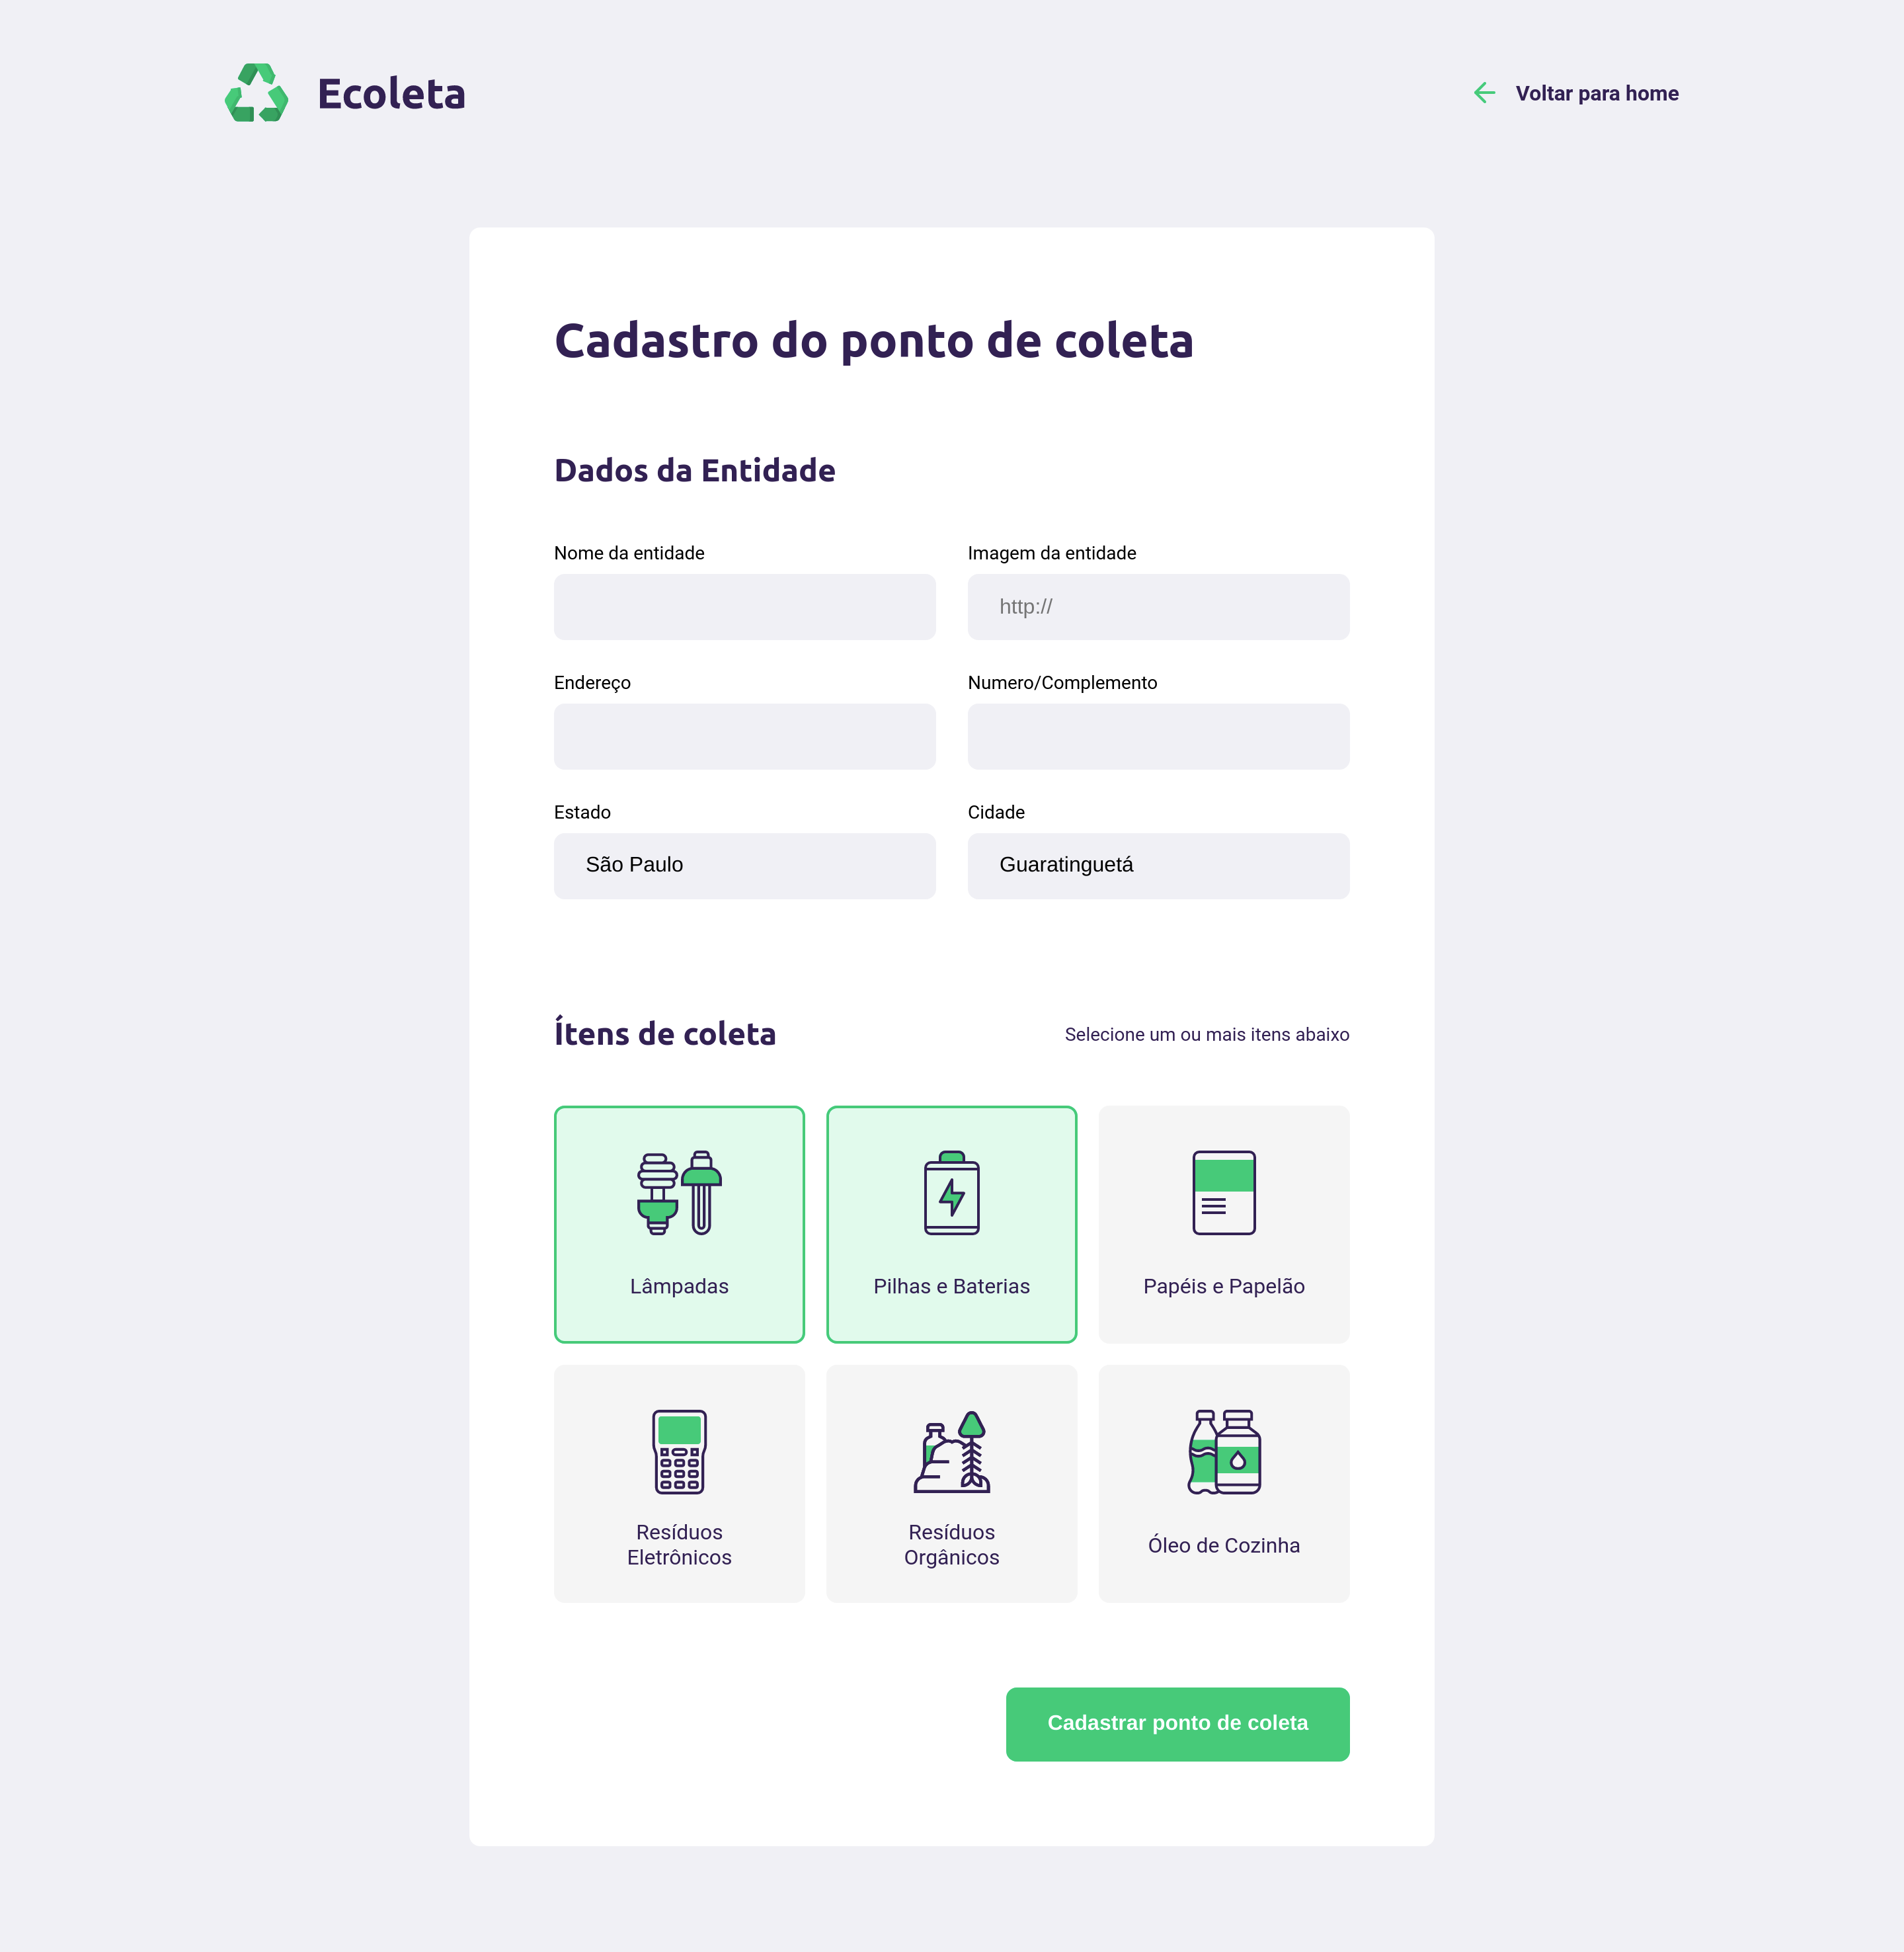 Ecoleta
Voltar para home
Cadastro do ponto de coleta
Dados da Entidade
Nome da entidade
Imagem da entidade
http://
Endereço
Numero/Complemento
Estado
Cidade
São Paulo
Guaratinguetá
Ítens de coleta
Selecione um ou mais itens abaixo
Lâmpadas
Pilhas e Baterias
Papéis e Papelão
Resíduos
Eletrônicos
Resíduos
Orgânicos
Óleo de Cozinha
Cadastrar ponto de coleta